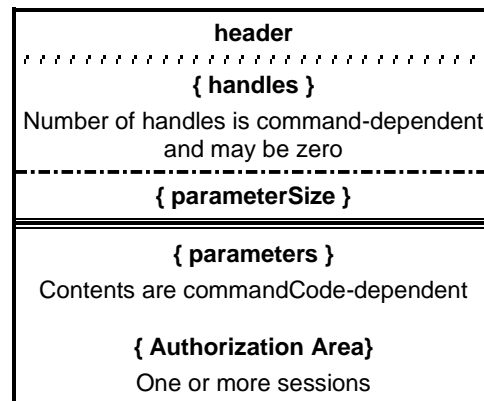 header
{ handles }
Number of handles is command-dependent
and may be zero
{ parameterSize }
{ parameters }
Contents are commandCode-dependent
{ Authorization Area}
One or more sessions